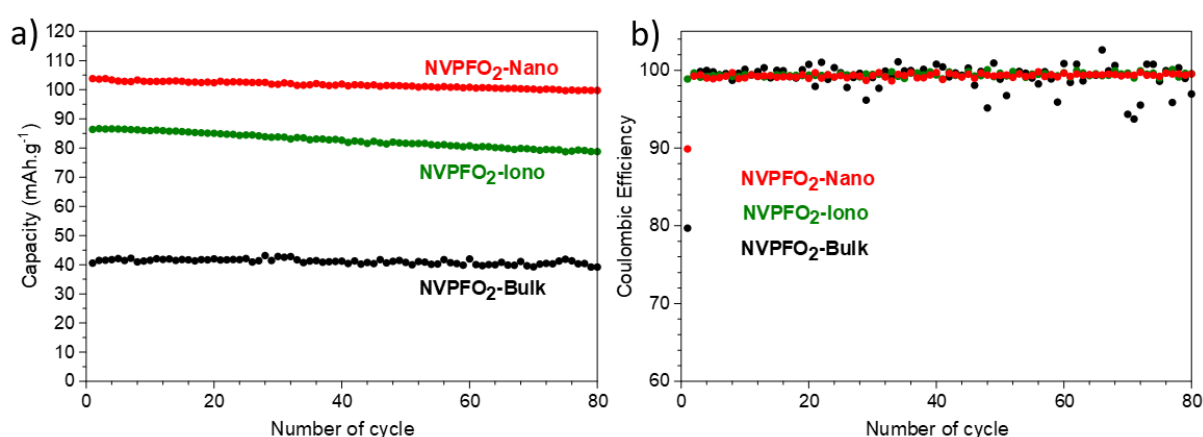 a)
120
110
100
90
80
70
60
50
40
30
20
10
0
Capacity (mAh.g⁻¹)
NVPFO₂-Nano
NVPFO₂-Iono
NVPFO₂-Bulk
0 20 40 60 80
Number of cycle
b)
100
90
80
70
60
Coulombic Efficiency
NVPFO₂-Nano
NVPFO₂-Iono
NVPFO₂-Bulk
0 20 40 60 80
Number of cycle